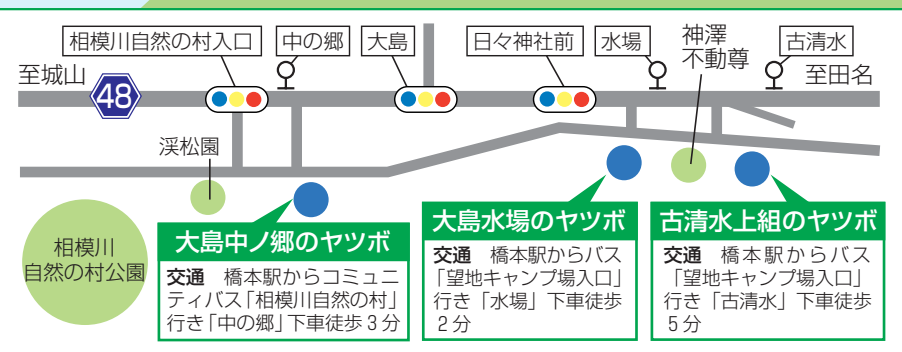 相模川自然の村入口
中の郷
大島
日々神社前
水場
神澤
不動尊
古清水
至城山
48
至田名
渓松園
相模川
自然の村公園
大島中ノ郷のヤツボ
交通 橋本駅からコミュニ
ティバス「相模川自然の村」
行き「中の郷」下車徒歩3分
大島水場のヤツボ
交通 橋本駅からバス
「望地キャンプ場入口」
行き「水場」下車徒歩
2分
古清水上組のヤツボ
交通 橋本駅からバス
「望地キャンプ場入口」
行き「古清水」下車徒歩
5分